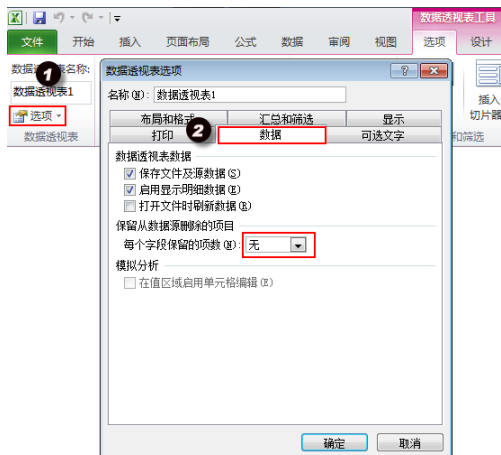 数据透视表工具
文件 开始 插入 页面布局 公式 数据 审阅 视图 选项 设计
数据透视表名称:
数据透视表1
选项
数据透视表
插入
切片器
和筛选
1
数据透视表选项
名称(N): 数据透视表1
布局和格式 汇总和筛选 显示
打印 2 数据 可选文字
数据透视表数据
保存文件及源数据(S)
启用显示明细数据(E)
打开文件时刷新数据(R)
保留从数据源删除的项目
每个字段保留的项数(N): 无
模拟分析
在值区域启用单元格编辑(E)
确定 取消